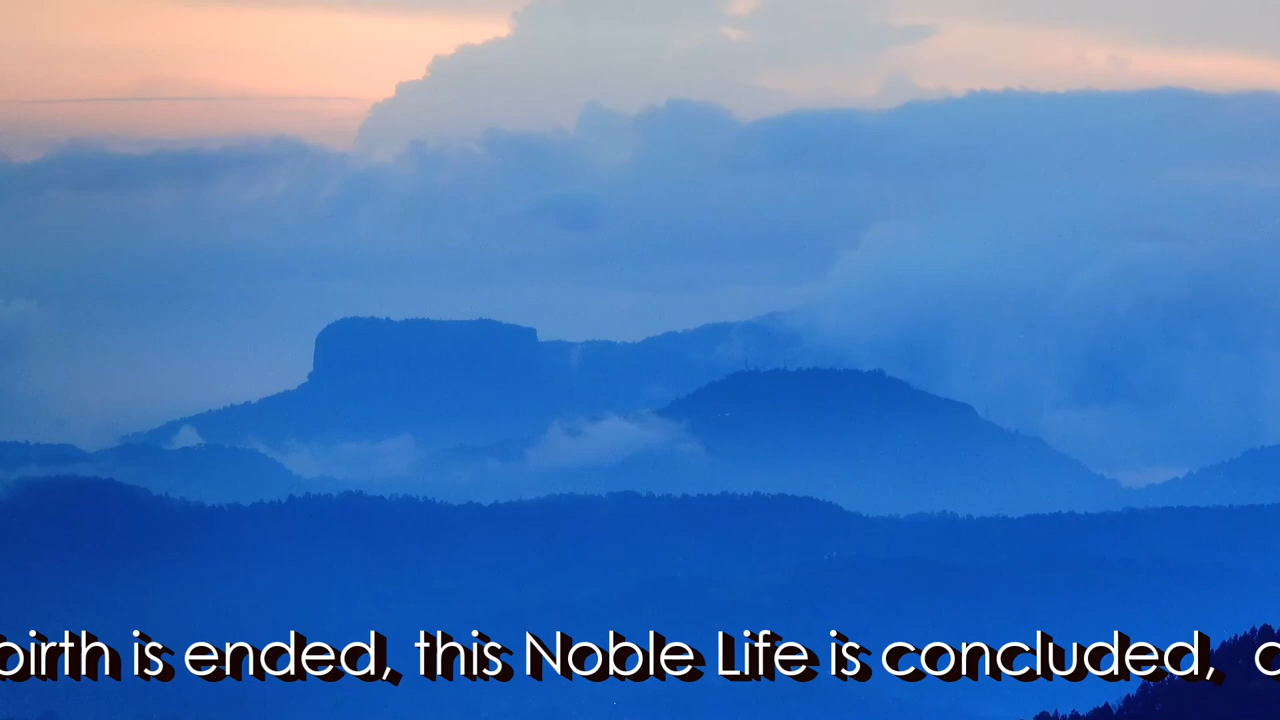 birth is ended, this Noble Life is concluded,